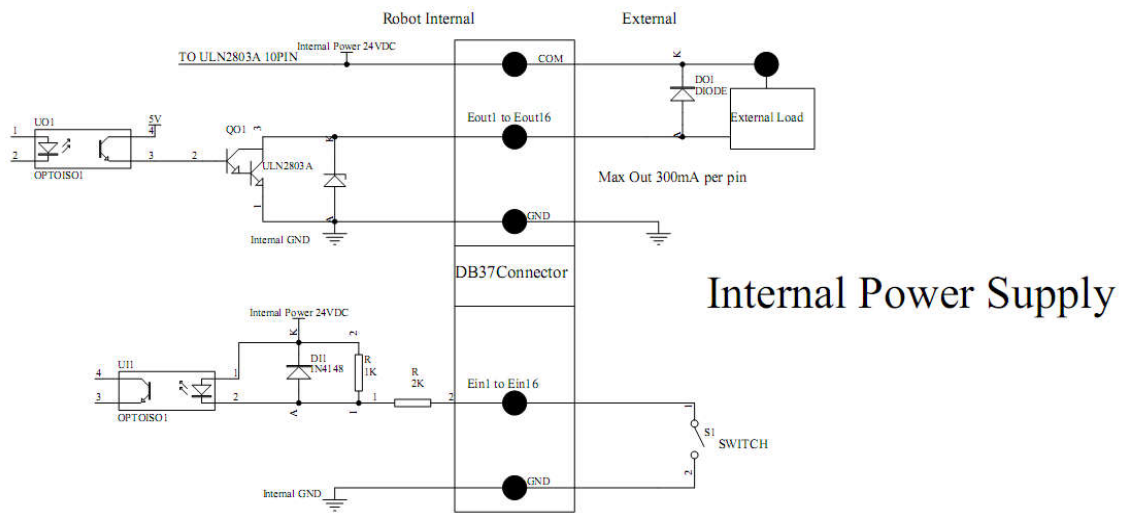 Robot Internal
External
Internal Power 24VDC
TO ULN2803A 10PIN
COM
K
DO1
DIODE
External Load
A
UO1
5V
1
4
2
3
OPTOISO1
2
QO1
3
ULN2803A
1
K
A
Eout1 to Eout16
Max Out 300mA per pin
GND
Internal GND
DB37Connector
Internal Power Supply
Internal Power 24VDC
UI1
4
1
3
2
OPTOISO1
K
DI1
1N4148
A
2
R
1K
1
1
R
2K
2
Ein1 to Ein16
1
S1
SWITCH
2
GND
Internal GND